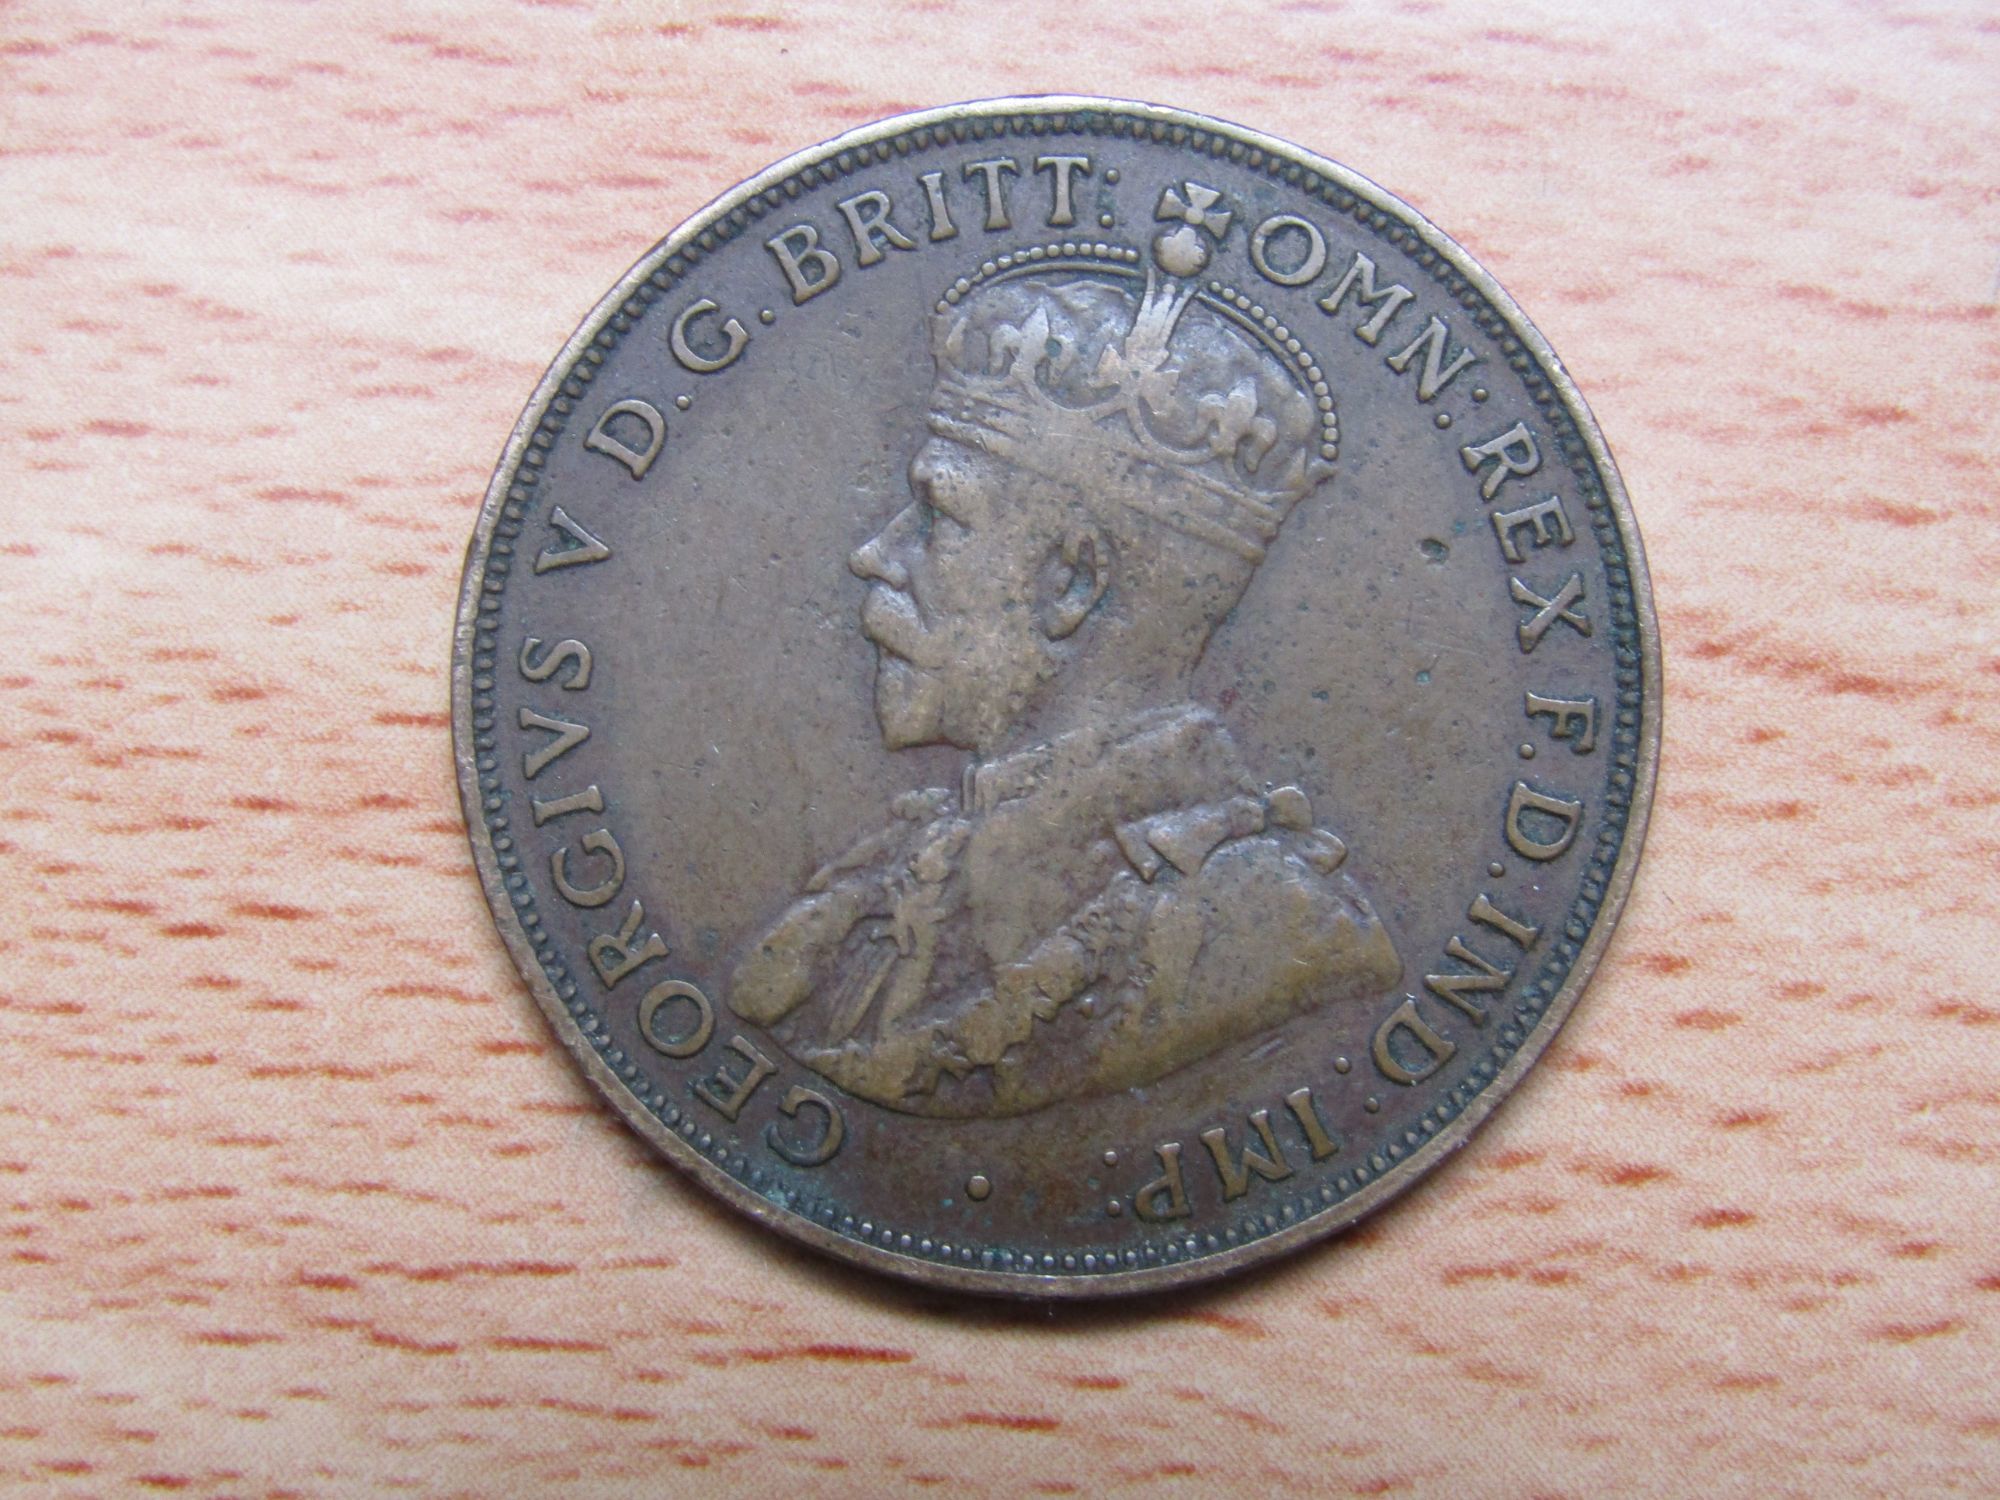 GEORGIVS V D.G.BRITT: OMN: REX F.D.IND: IMP: